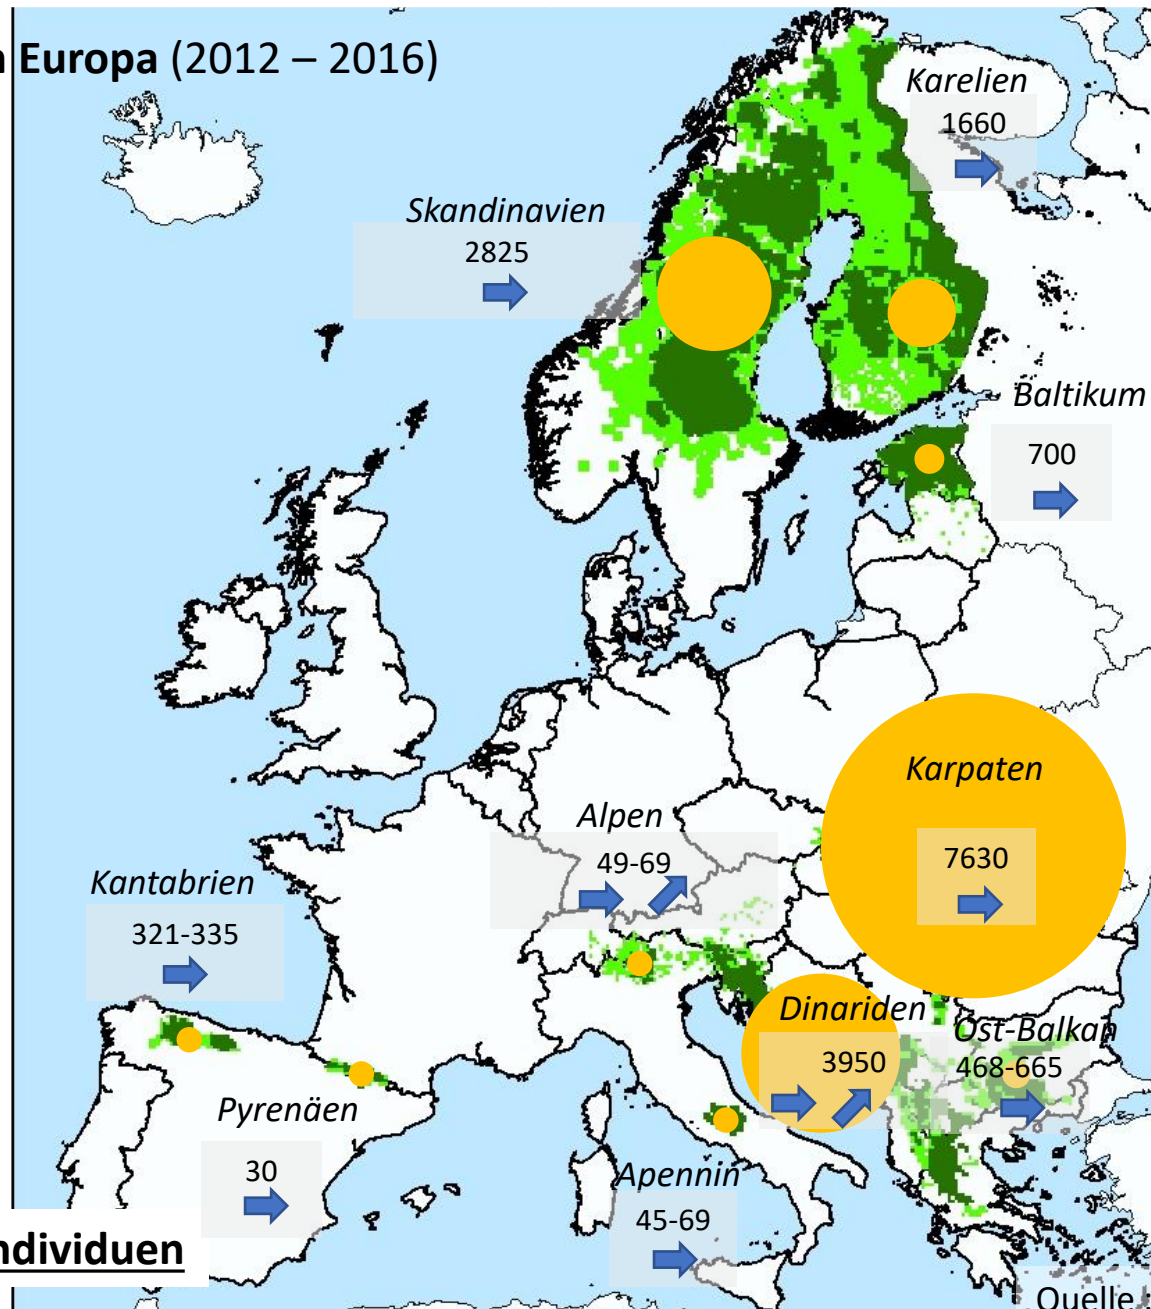 n Europa (2012 – 2016)
Karelien
1660
Skandinavien
2825
Baltikum
700
Karpaten
7630
Alpen
49-69
Kantabrien
321-335
Dinariden
3950
Ost-Balkan
468-665
Pyrenäen
30
Apennin
45-69
ndividuen
Quelle: